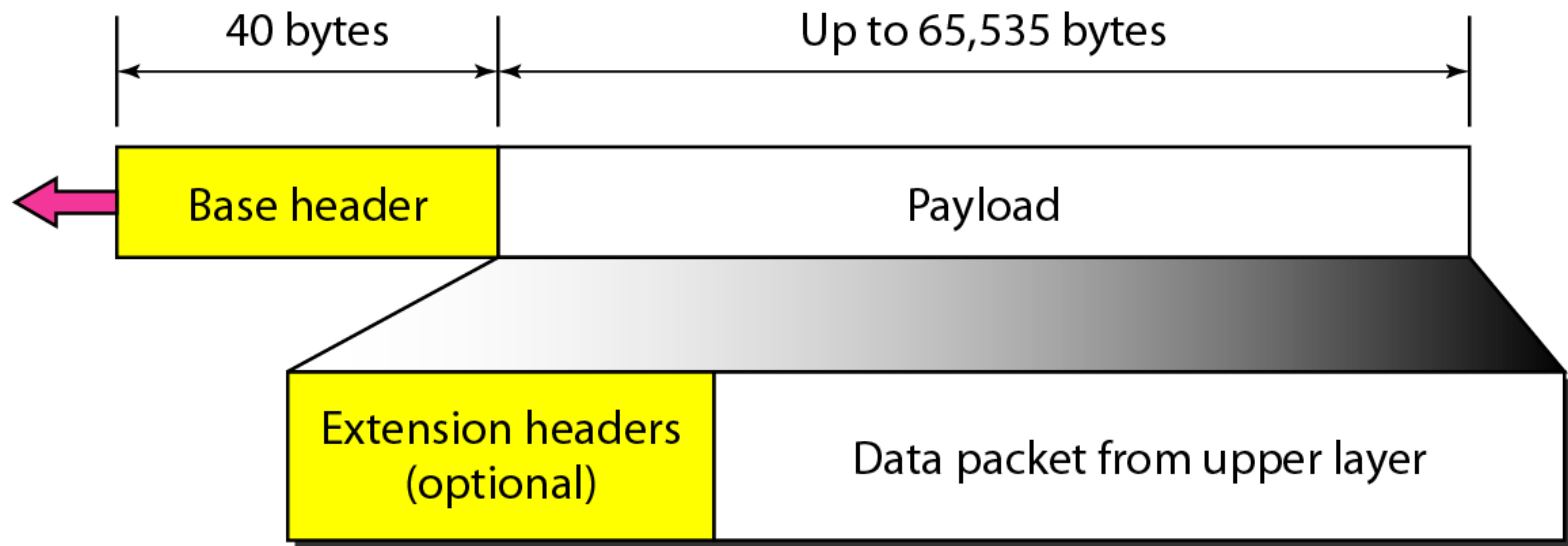 40 bytes
Up to 65,535 bytes
Base header
Payload
Extension headers
(optional)
Data packet from upper layer